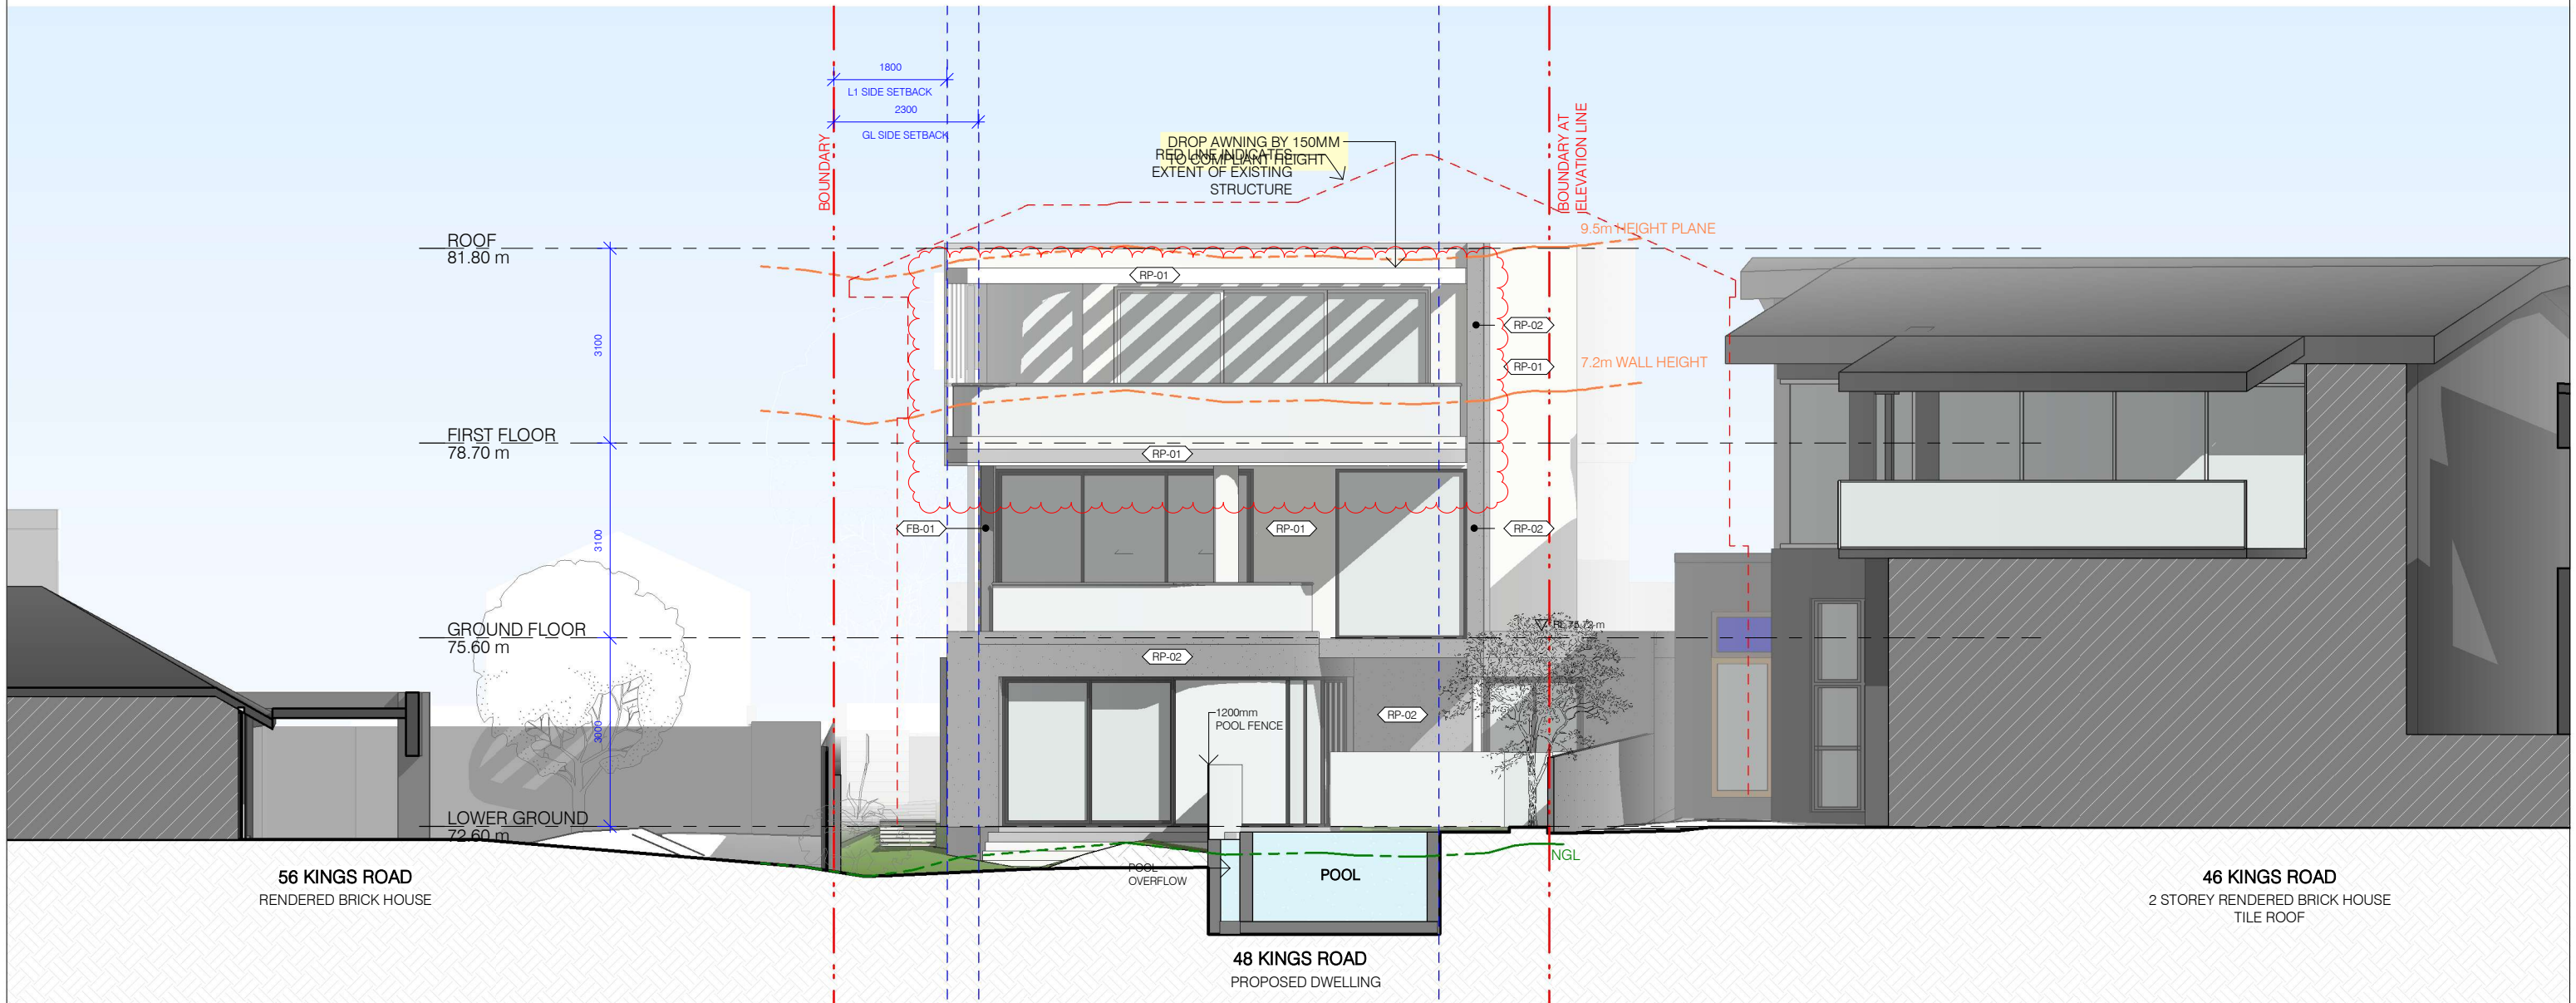 1800
L1 SIDE SETBACK
2300
GL SIDE SETBACK
BOUNDARY
DROP AWNING BY 150MM
TO COMPLIANT HEIGHT
RED LINE INDICATES
EXTENT OF EXISTING
STRUCTURE
BOUNDARY AT
ELEVATION LINE
9.5m HEIGHT PLANE
ROOF
81.80 m
RP-01
3100
RP-02
RP-01
7.2m WALL HEIGHT
FIRST FLOOR
78.70 m
RP-01
3100
FB-01
RP-01
RP-02
GROUND FLOOR
75.60 m
RL 75.72 m
RP-02
3000
1200mm
POOL FENCE
RP-02
LOWER GROUND
72.60 m
NGL
POOL
OVERFLOW
POOL
56 KINGS ROAD
RENDERED BRICK HOUSE
48 KINGS ROAD
PROPOSED DWELLING
46 KINGS ROAD
2 STOREY RENDERED BRICK HOUSE
TILE ROOF